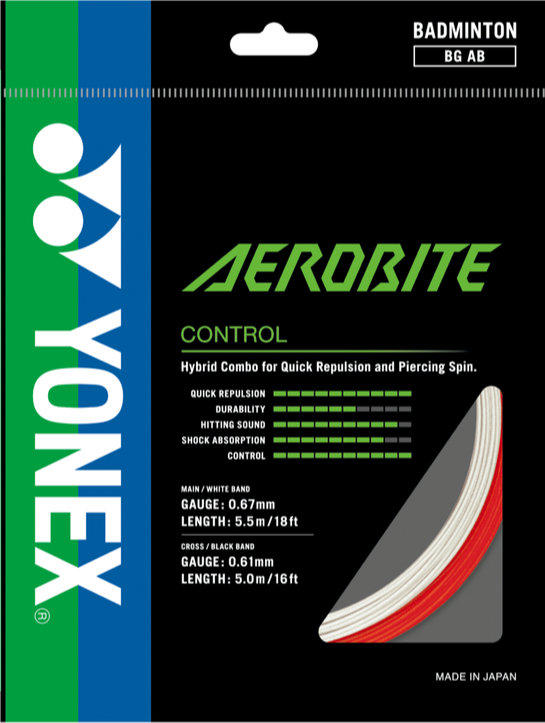 BADMINTON
BG AB
YONEX®
AEROBITE
CONTROL
Hybrid Combo for Quick Repulsion and Piercing Spin.
QUICK REPULSION
DURABILITY
HITTING SOUND
SHOCK ABSORPTION
CONTROL
MAIN / WHITE BAND
GAUGE: 0.67mm
LENGTH: 5.5m/18ft
CROSS / BLACK BAND
GAUGE: 0.61mm
LENGTH: 5.0m/16ft
MADE IN JAPAN